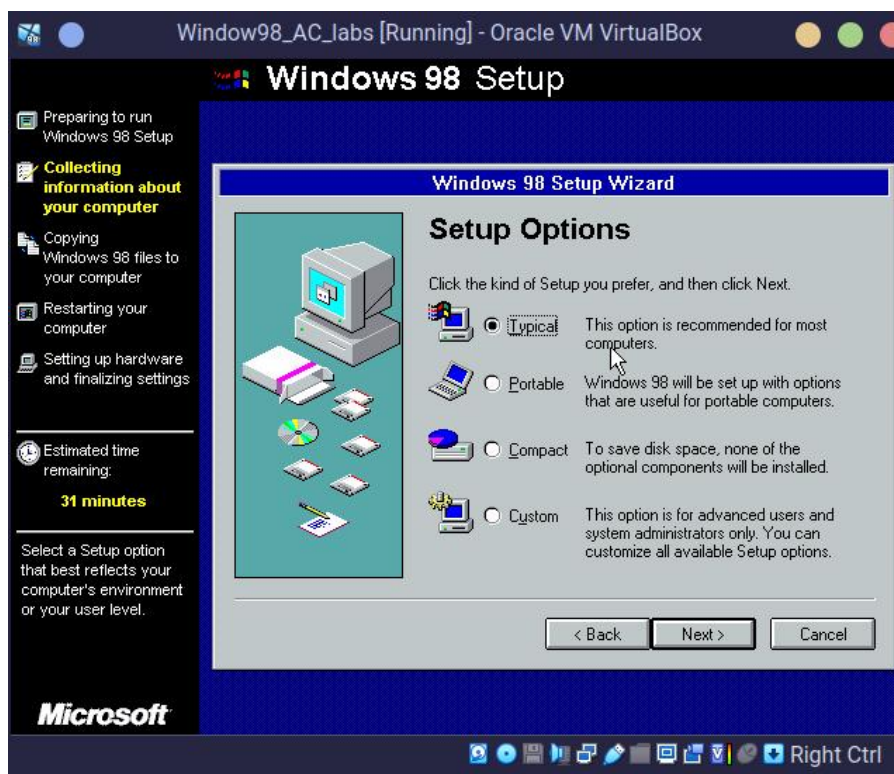 Window98_AC_labs [Running] - Oracle VM VirtualBox
Windows 98 Setup
Preparing to run
Windows 98 Setup
Collecting
information about
your computer
Copying
Windows 98 files to
your computer
Restarting your
computer
Setting up hardware
and finalizing settings
Estimated time
remaining:
31 minutes
Select a Setup option
that best reflects your
computer's environment
or your user level.
Microsoft
Windows 98 Setup Wizard
Setup Options
Click the kind of Setup you prefer, and then click Next.
Typical This option is recommended for most
computers.
Portable Windows 98 will be set up with options
that are useful for portable computers.
Compact To save disk space, none of the
optional components will be installed.
Custom This option is for advanced users and
system administrators only. You can
customize all available Setup options.
< Back Next > Cancel
Right Ctrl